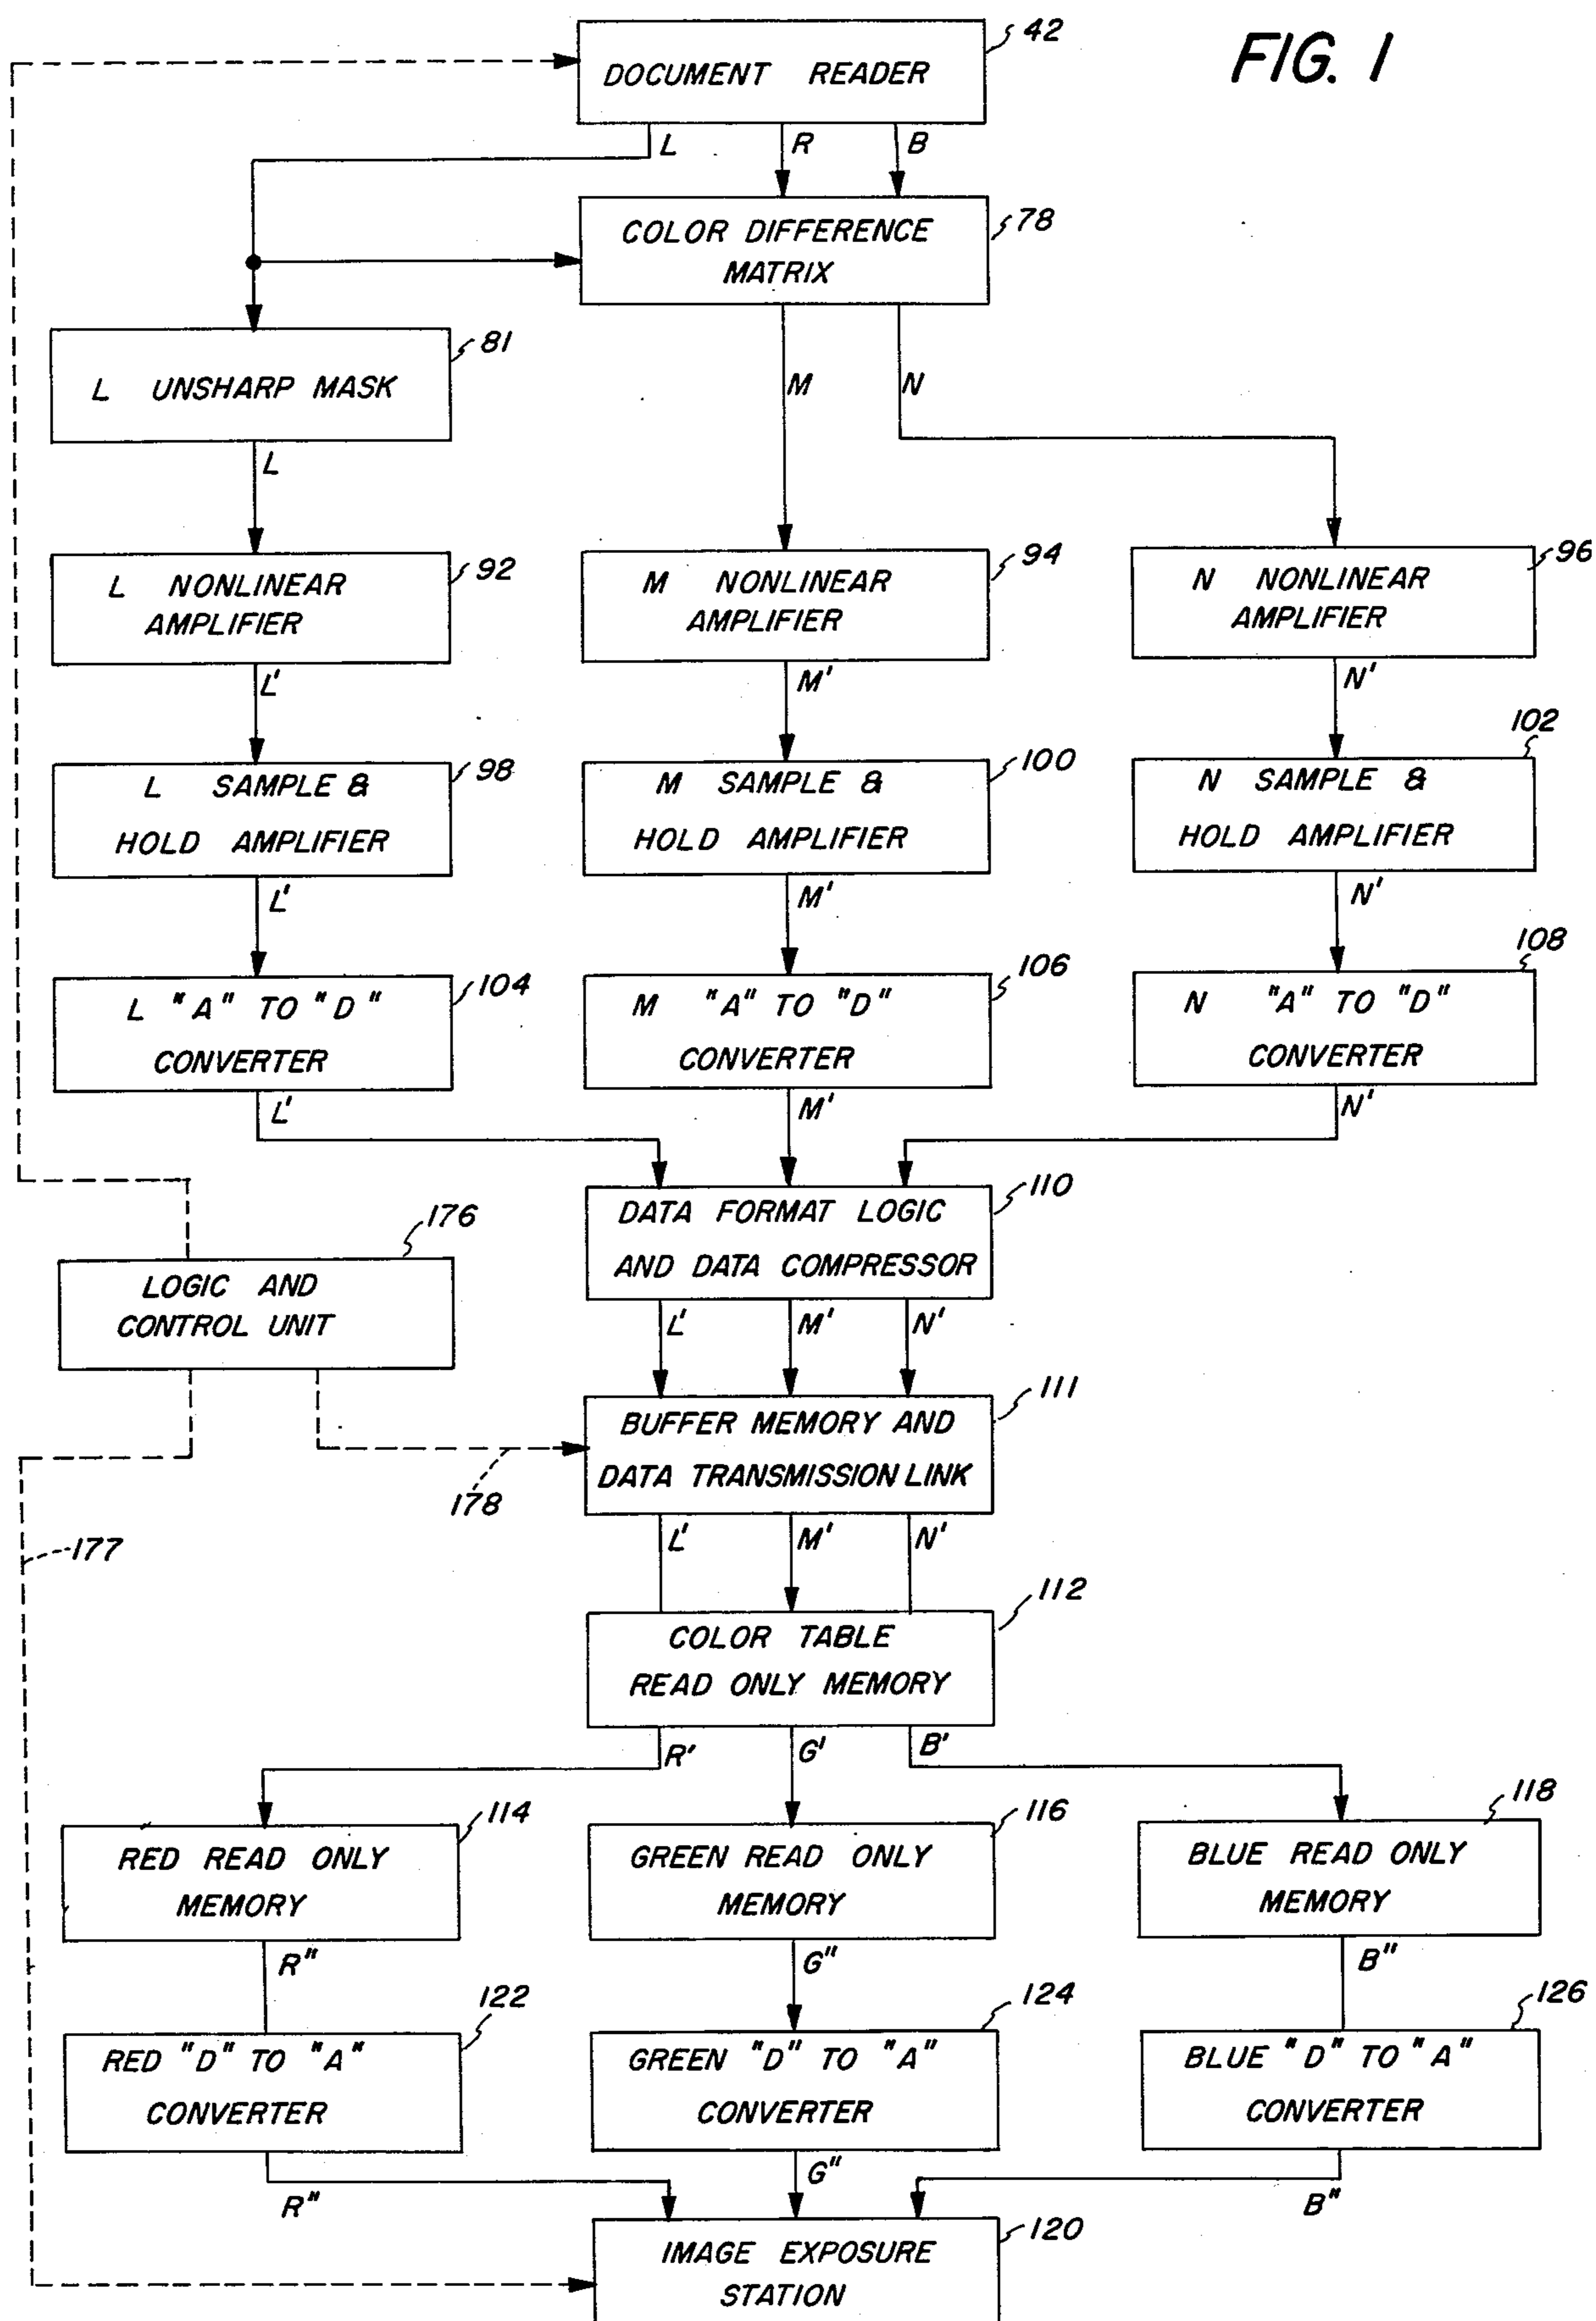 FIG. 1
42
DOCUMENT READER
L R B
78
COLOR DIFFERENCE
MATRIX
81
L UNSHARP MASK
M N
L
92 94 96
L NONLINEAR
AMPLIFIER
M NONLINEAR
AMPLIFIER
N NONLINEAR
AMPLIFIER
L' M' N'
98 100 102
L SAMPLE &
HOLD AMPLIFIER
M SAMPLE &
HOLD AMPLIFIER
N SAMPLE &
HOLD AMPLIFIER
L' M' N'
104 106 108
L "A" TO "D"
CONVERTER
M "A" TO "D"
CONVERTER
N "A" TO "D"
CONVERTER
L' M' N'
110
DATA FORMAT LOGIC
AND DATA COMPRESSOR
176
LOGIC AND
CONTROL UNIT
L' M' N'
111
BUFFER MEMORY AND
DATA TRANSMISSION LINK
178
177
L' M' N'
112
COLOR TABLE
READ ONLY MEMORY
R' G' B'
114 116 118
RED READ ONLY
MEMORY
GREEN READ ONLY
MEMORY
BLUE READ ONLY
MEMORY
R" G" B"
122 124 126
RED "D" TO "A"
CONVERTER
GREEN "D" TO "A"
CONVERTER
BLUE "D" TO "A"
CONVERTER
R" G" B"
120
IMAGE EXPOSURE
STATION